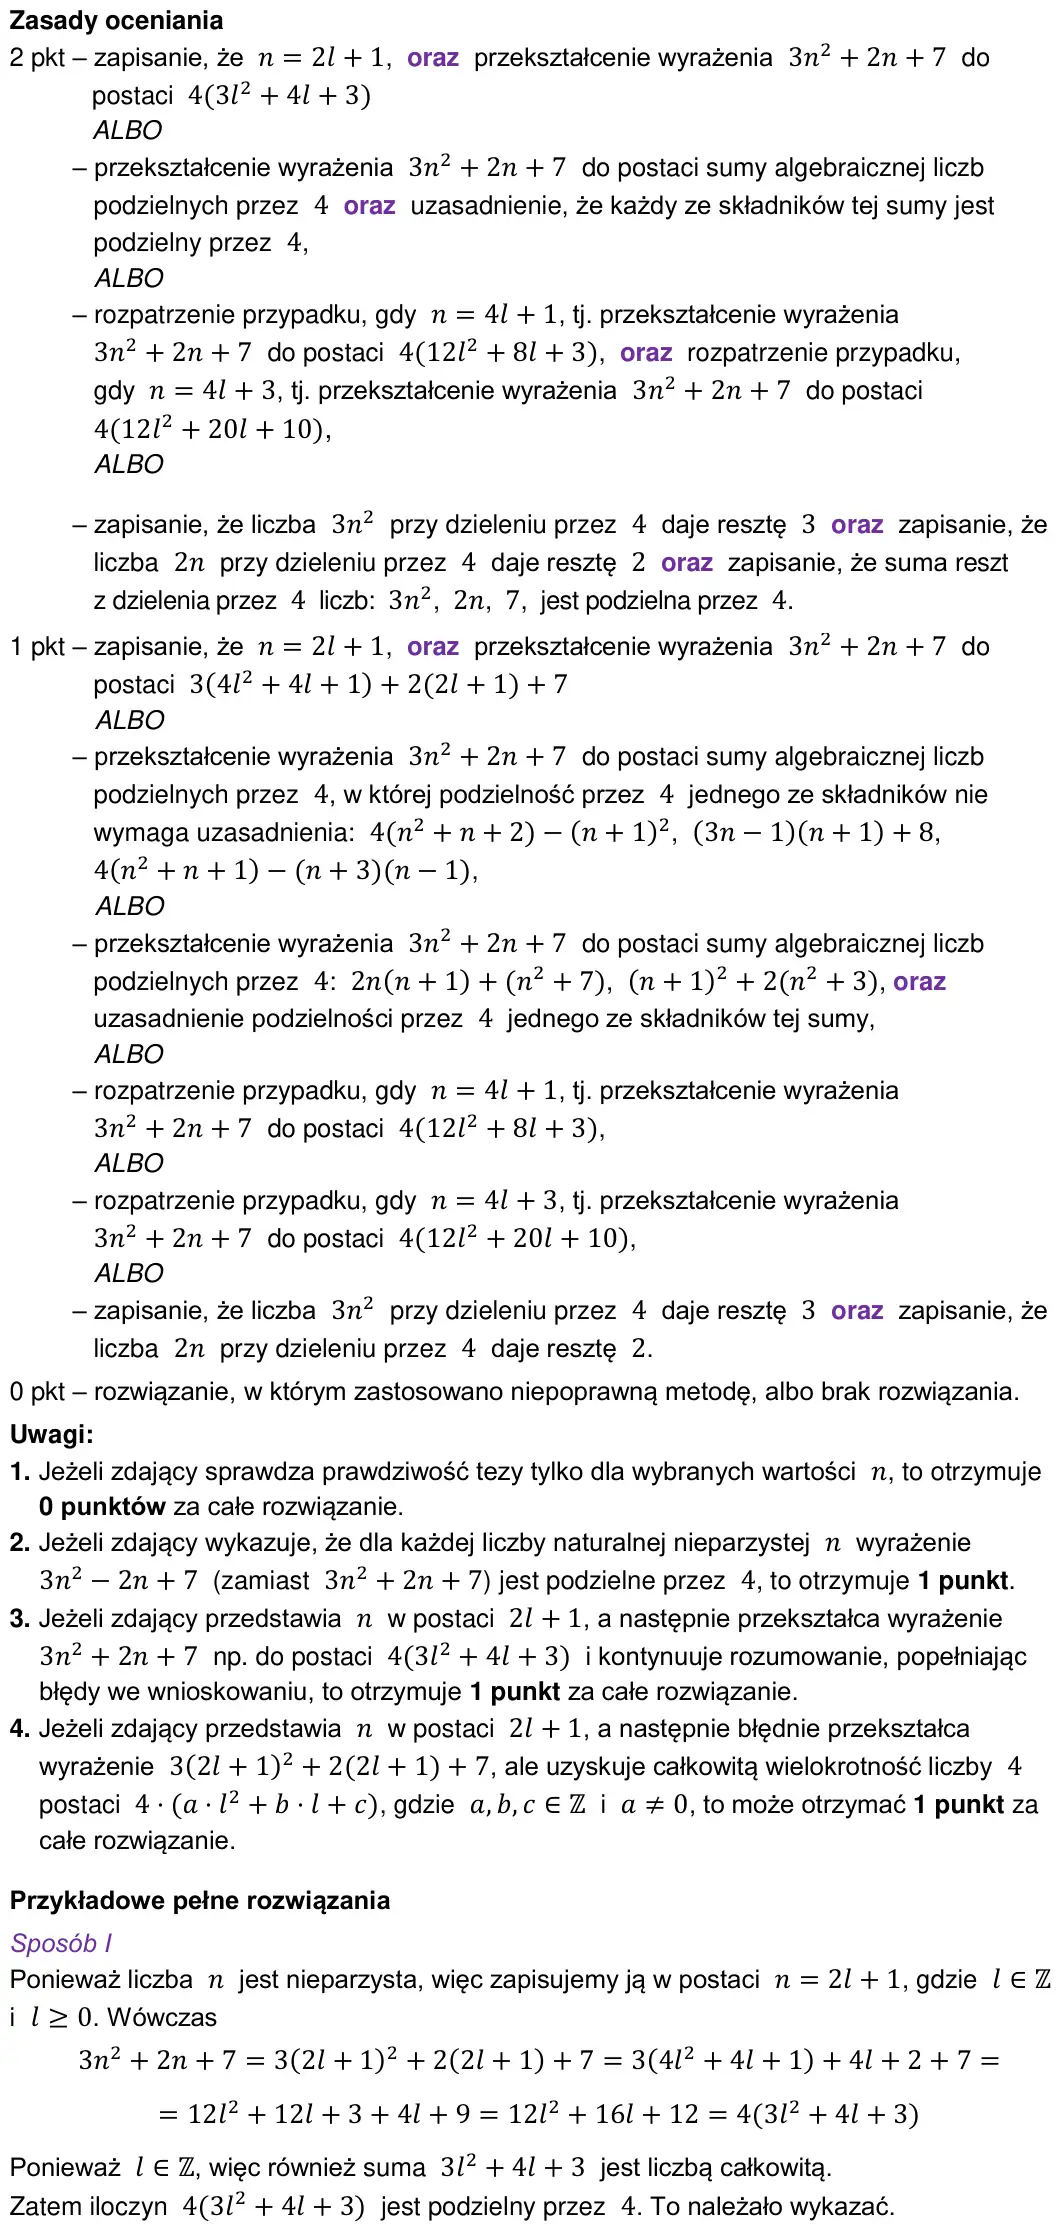 Zasady oceniania
2 pkt – zapisanie, że n = 2l + 1, oraz przekształcenie wyrażenia 3n² + 2n + 7 do
postaci 4(3l² + 4l + 3)
ALBO
– przekształcenie wyrażenia 3n² + 2n + 7 do postaci sumy algebraicznej liczb
podzielnych przez 4 oraz uzasadnienie, że każdy ze składników tej sumy jest
podzielny przez 4,
ALBO
– rozpatrzenie przypadku, gdy n = 4l + 1, tj. przekształcenie wyrażenia
3n² + 2n + 7 do postaci 4(12l² + 8l + 3), oraz rozpatrzenie przypadku,
gdy n = 4l + 3, tj. przekształcenie wyrażenia 3n² + 2n + 7 do postaci
4(12l² + 20l + 10),
ALBO
– zapisanie, że liczba 3n² przy dzieleniu przez 4 daje resztę 3 oraz zapisanie, że
liczba 2n przy dzieleniu przez 4 daje resztę 2 oraz zapisanie, że suma reszt
z dzielenia przez 4 liczb: 3n², 2n, 7, jest podzielna przez 4.
1 pkt – zapisanie, że n = 2l + 1, oraz przekształcenie wyrażenia 3n² + 2n + 7 do
postaci 3(4l² + 4l + 1) + 2(2l + 1) + 7
ALBO
– przekształcenie wyrażenia 3n² + 2n + 7 do postaci sumy algebraicznej liczb
podzielnych przez 4, w której podzielność przez 4 jednego ze składników nie
wymaga uzasadnienia: 4(n² + n + 2) − (n + 1)², (3n − 1)(n + 1) + 8,
4(n² + n + 1) − (n + 3)(n − 1),
ALBO
– przekształcenie wyrażenia 3n² + 2n + 7 do postaci sumy algebraicznej liczb
podzielnych przez 4: 2n(n + 1) + (n² + 7), (n + 1)² + 2(n² + 3), oraz
uzasadnienie podzielności przez 4 jednego ze składników tej sumy,
ALBO
– rozpatrzenie przypadku, gdy n = 4l + 1, tj. przekształcenie wyrażenia
3n² + 2n + 7 do postaci 4(12l² + 8l + 3),
ALBO
– rozpatrzenie przypadku, gdy n = 4l + 3, tj. przekształcenie wyrażenia
3n² + 2n + 7 do postaci 4(12l² + 20l + 10),
ALBO
– zapisanie, że liczba 3n² przy dzieleniu przez 4 daje resztę 3 oraz zapisanie, że
liczba 2n przy dzieleniu przez 4 daje resztę 2.
0 pkt – rozwiązanie, w którym zastosowano niepoprawną metodę, albo brak rozwiązania.
Uwagi:
1. Jeżeli zdający sprawdza prawdziwość tezy tylko dla wybranych wartości n, to otrzymuje
0 punktów za całe rozwiązanie.
2. Jeżeli zdający wykazuje, że dla każdej liczby naturalnej nieparzystej n wyrażenie
3n² − 2n + 7 (zamiast 3n² + 2n + 7) jest podzielne przez 4, to otrzymuje 1 punkt.
3. Jeżeli zdający przedstawia n w postaci 2l + 1, a następnie przekształca wyrażenie
3n² + 2n + 7 np. do postaci 4(3l² + 4l + 3) i kontynuuje rozumowanie, popełniając
błędy we wnioskowaniu, to otrzymuje 1 punkt za całe rozwiązanie.
4. Jeżeli zdający przedstawia n w postaci 2l + 1, a następnie błędnie przekształca
wyrażenie 3(2l + 1)² + 2(2l + 1) + 7, ale uzyskuje całkowitą wielokrotność liczby 4
postaci 4 · (a · l² + b · l + c), gdzie a, b, c ∈ ℤ i a ≠ 0, to może otrzymać 1 punkt za
całe rozwiązanie.
Przykładowe pełne rozwiązania
Sposób I
Ponieważ liczba n jest nieparzysta, więc zapisujemy ją w postaci n = 2l + 1, gdzie l ∈ ℤ
i l ≥ 0. Wówczas
3n² + 2n + 7 = 3(2l + 1)² + 2(2l + 1) + 7 = 3(4l² + 4l + 1) + 4l + 2 + 7 =
= 12l² + 12l + 3 + 4l + 9 = 12l² + 16l + 12 = 4(3l² + 4l + 3)
Ponieważ l ∈ ℤ, więc również suma 3l² + 4l + 3 jest liczbą całkowitą.
Zatem iloczyn 4(3l² + 4l + 3) jest podzielny przez 4. To należało wykazać.